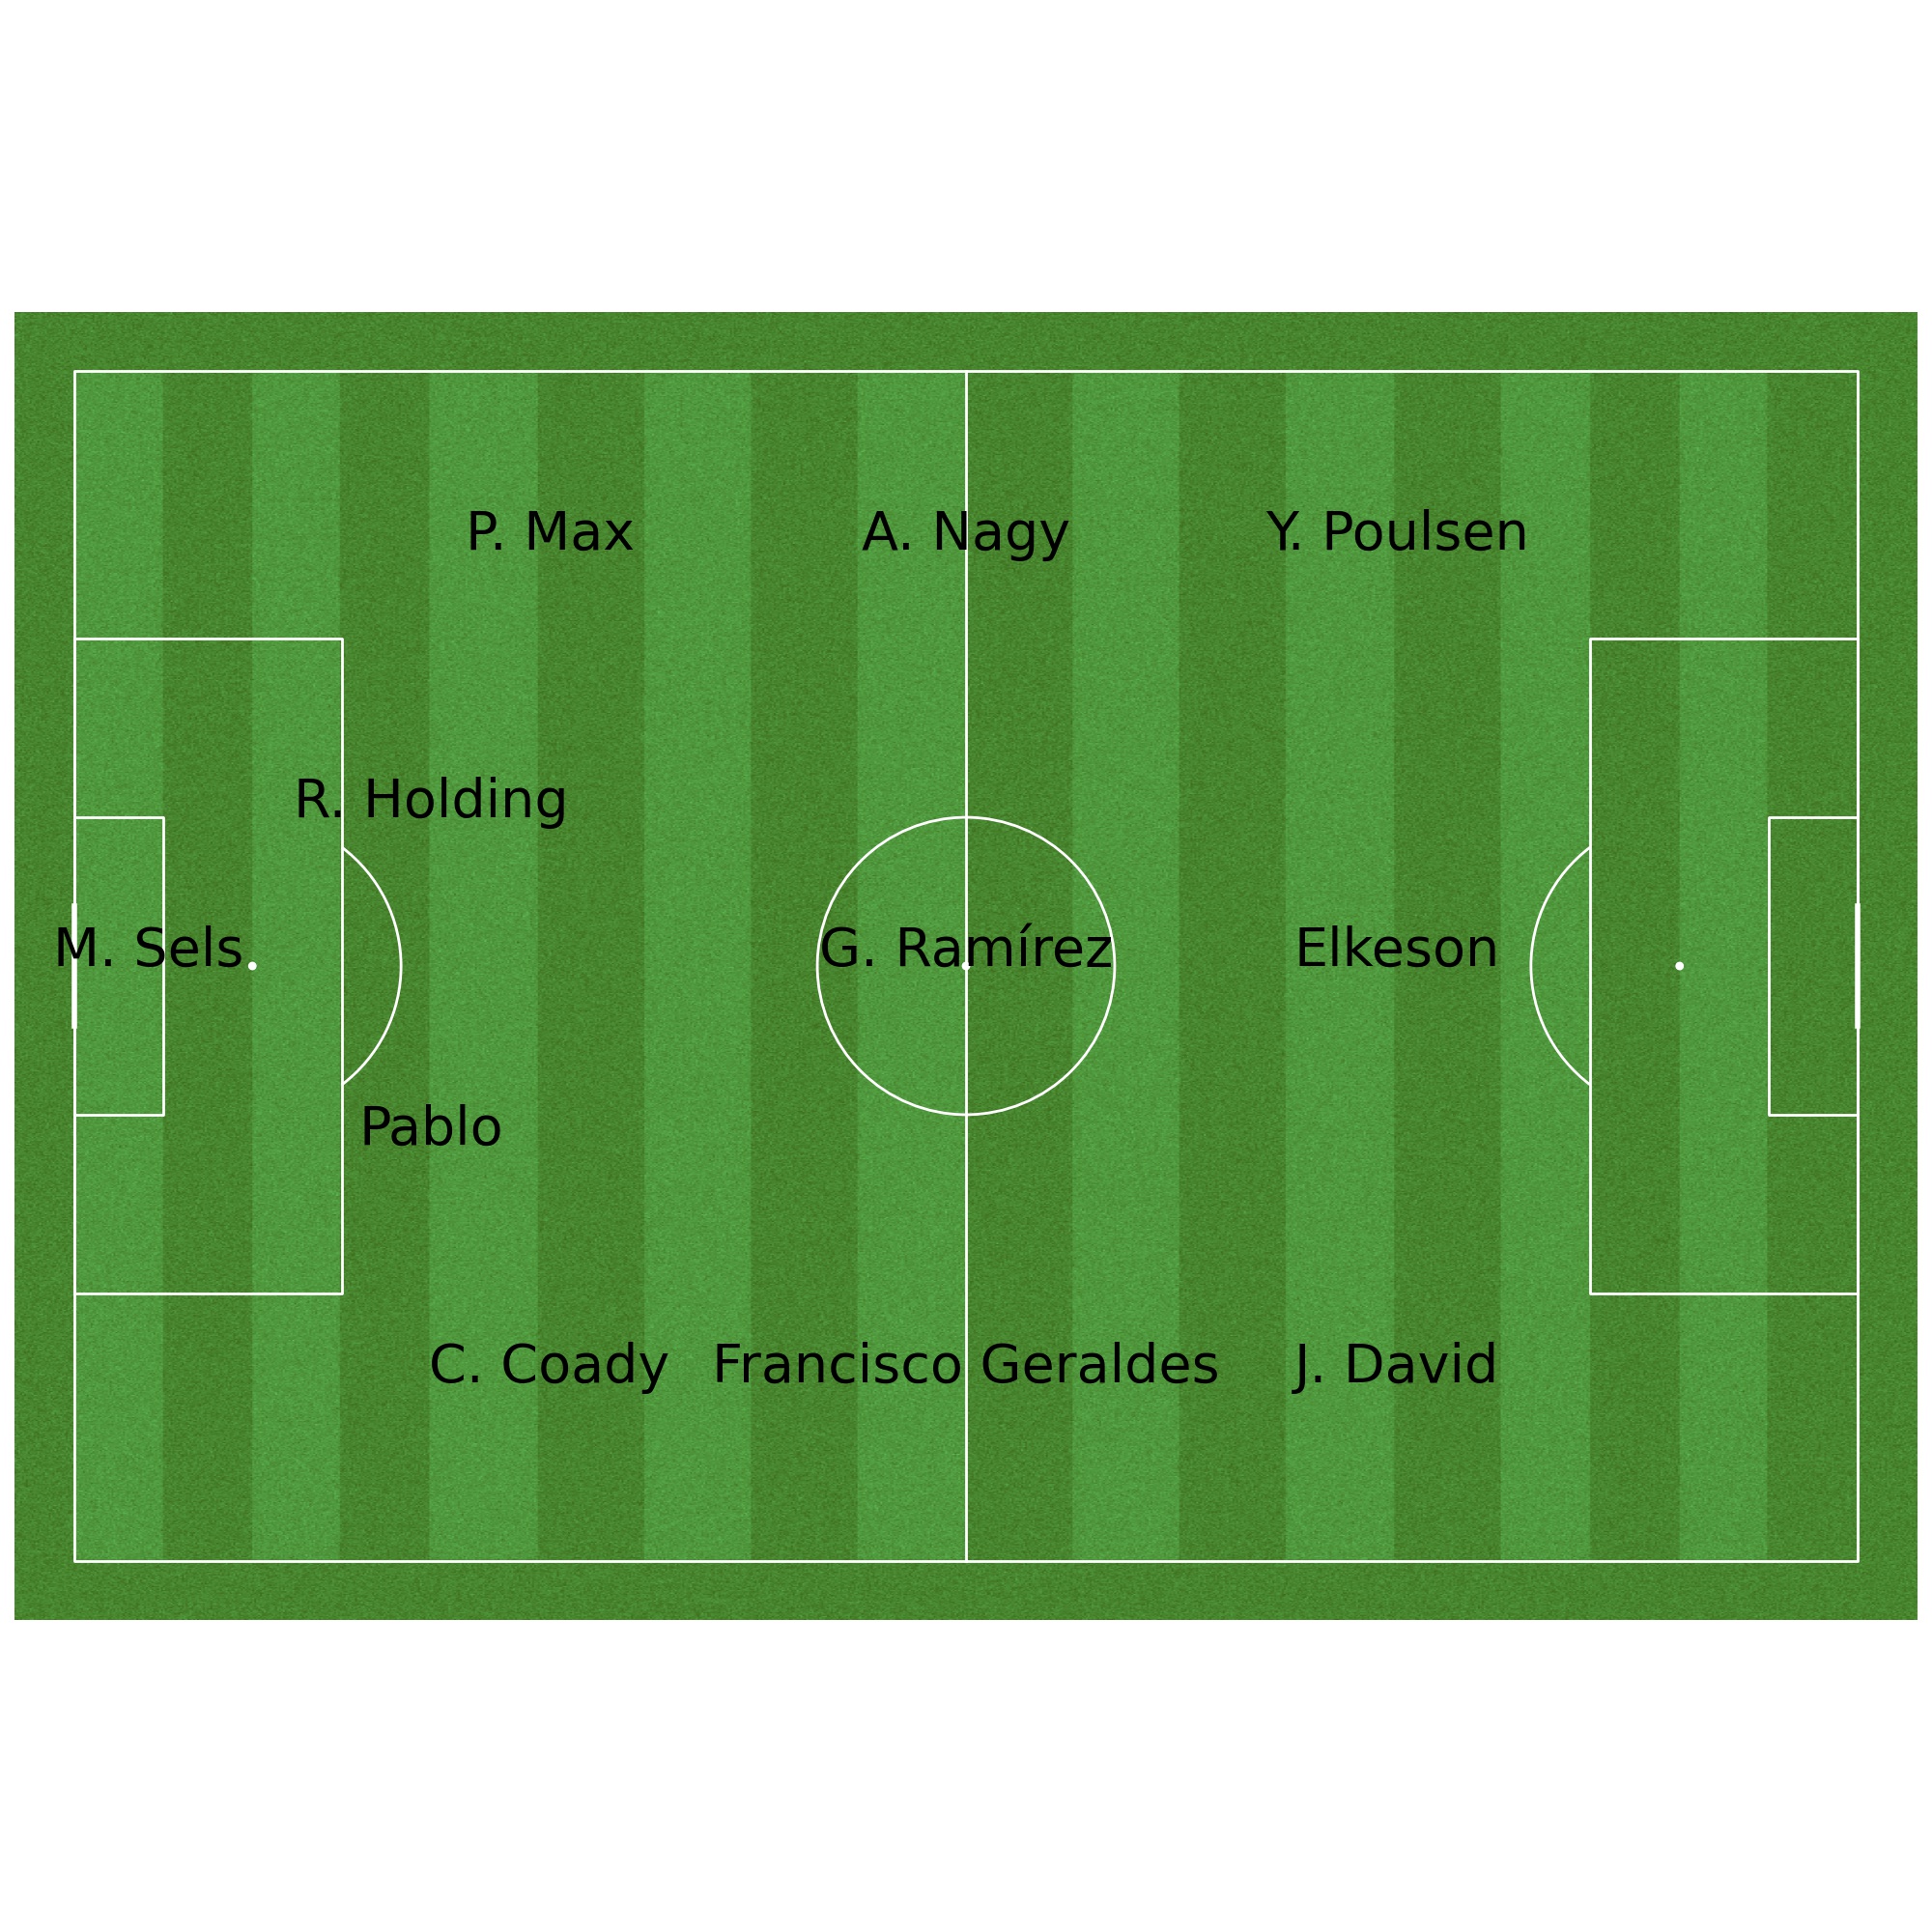 P. Max
A. Nagy
Y. Poulsen
R. Holding
M. Sels
G. Ramírez
Elkeson
Pablo
C. Coady
Francisco Geraldes
J. David